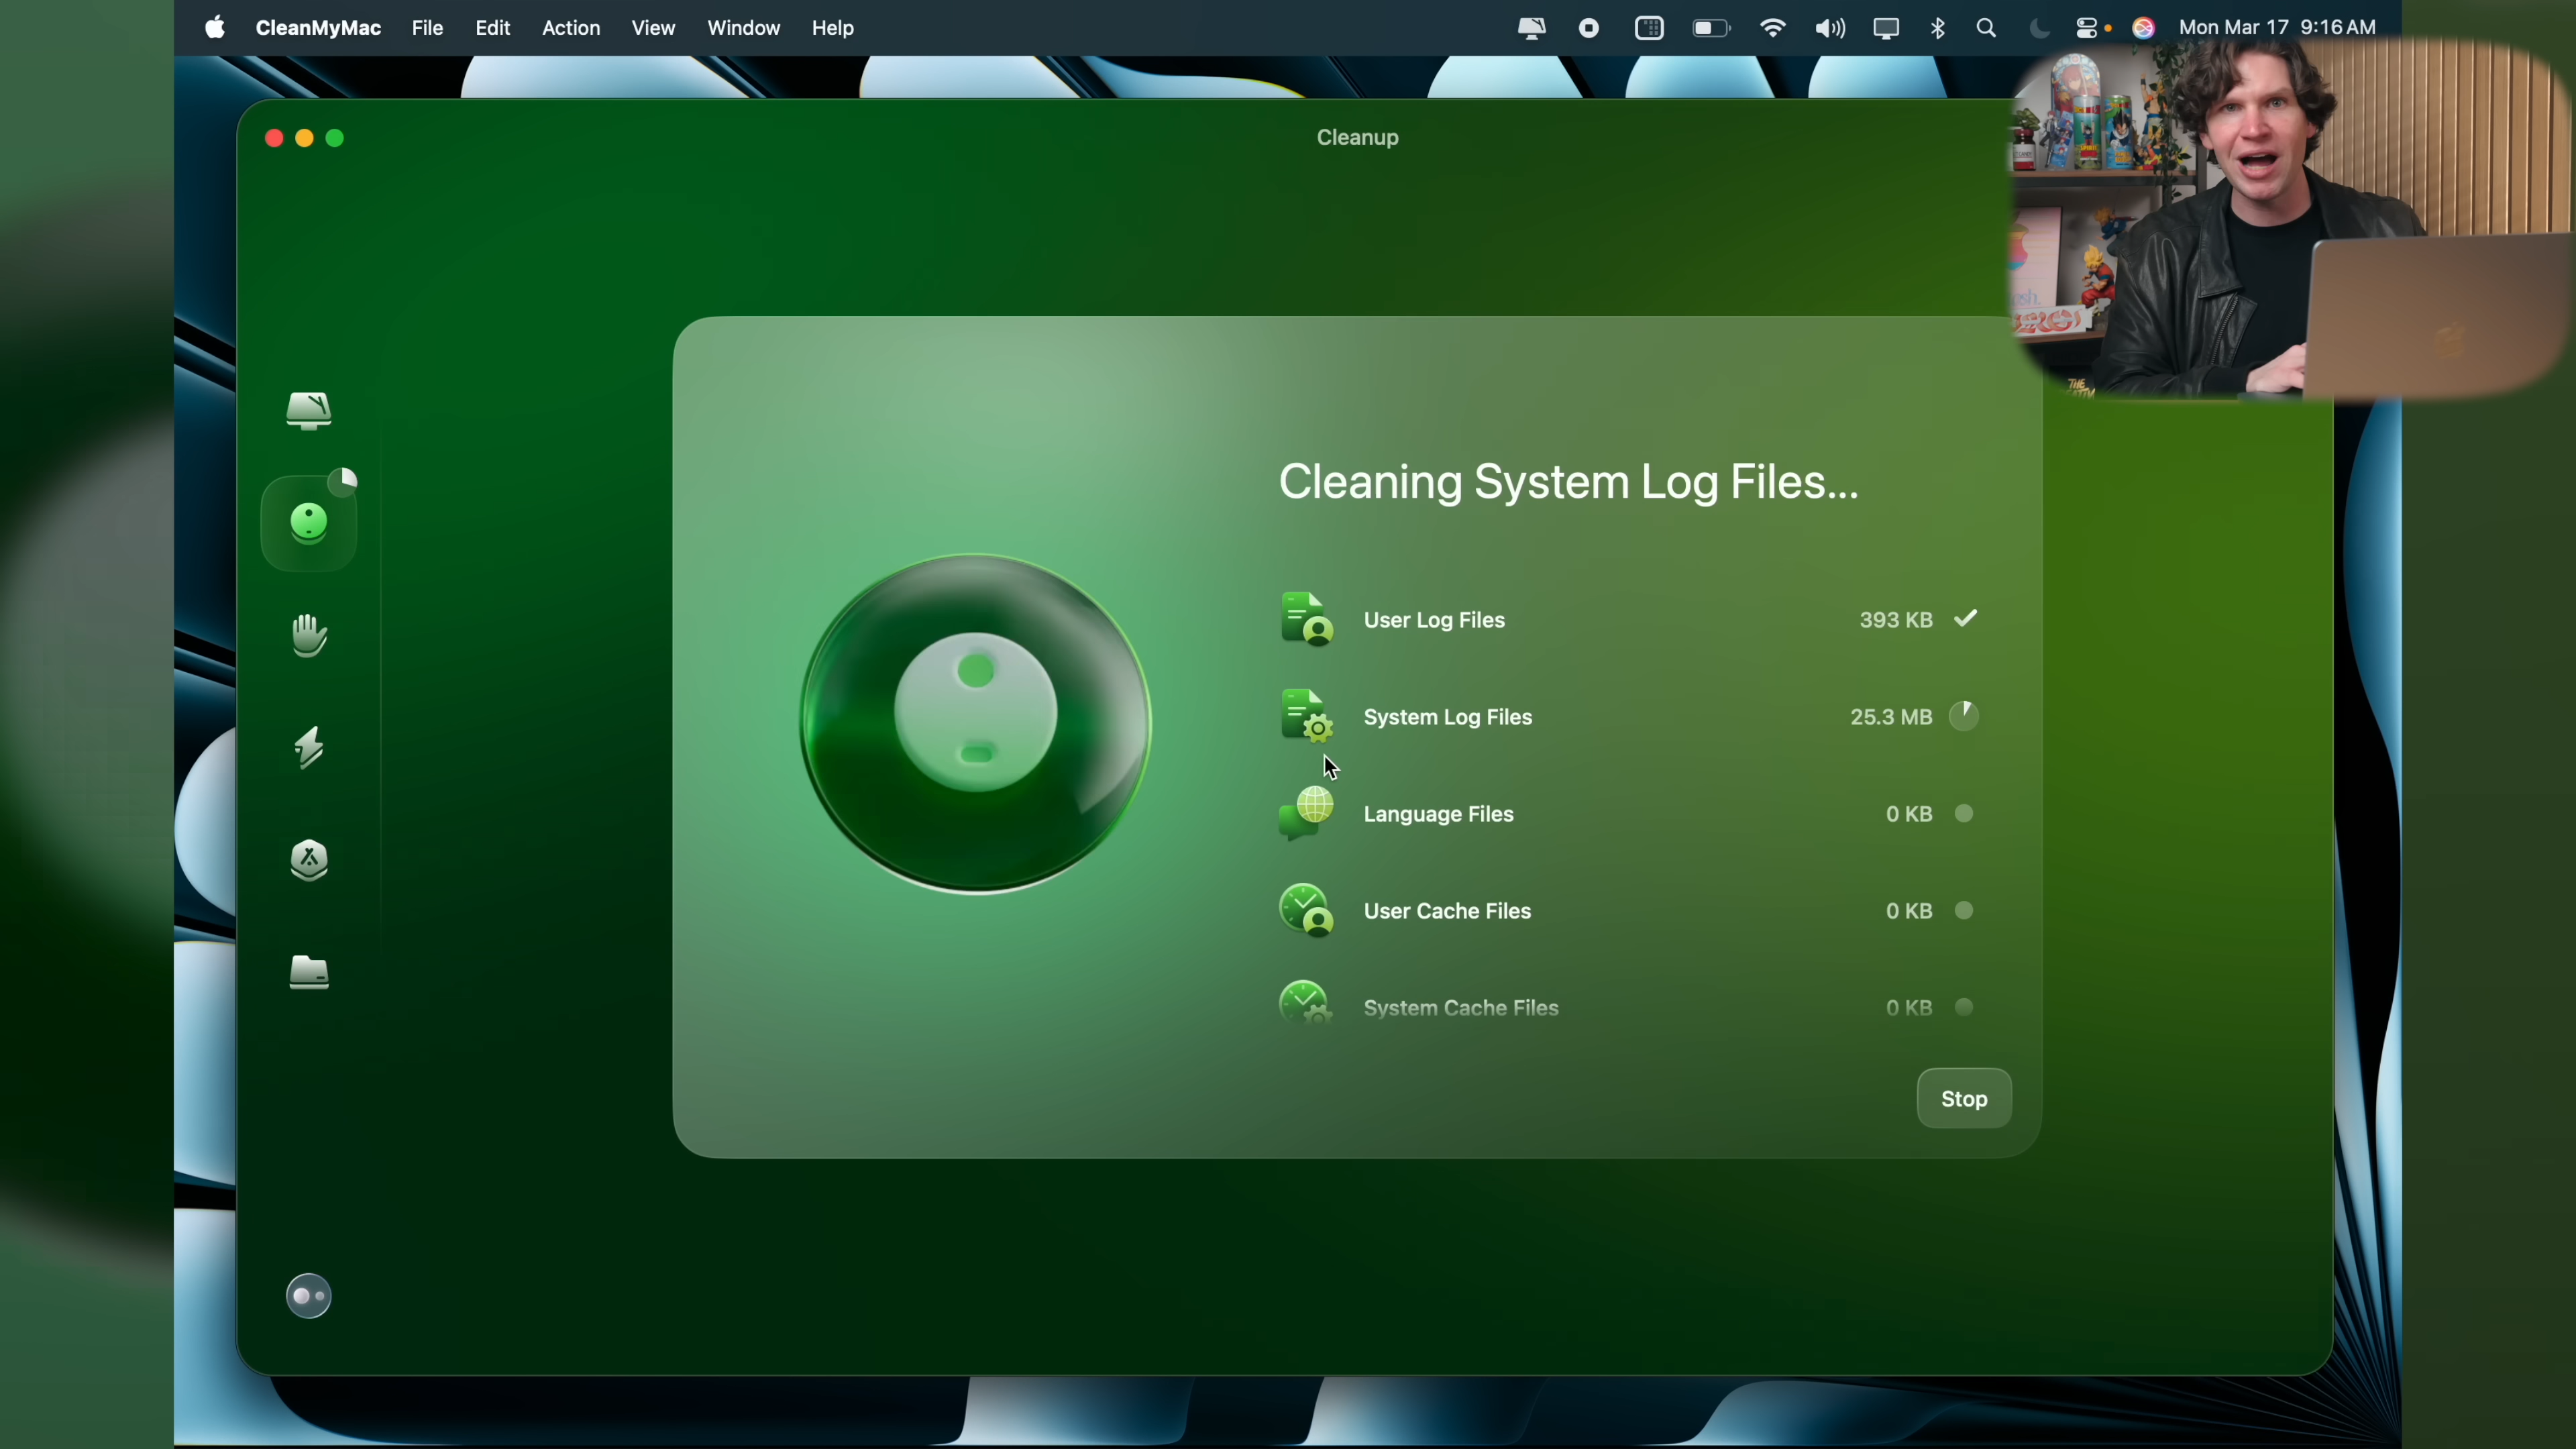 CleanMyMac File Edit Action View Window Help Mon Mar 17 9:16 AM
Cleanup
Cleaning System Log Files...
User Log Files 393 KB
System Log Files 25.3 MB
Language Files 0 KB
User Cache Files 0 KB
System Cache Files 0 KB
Stop
THE